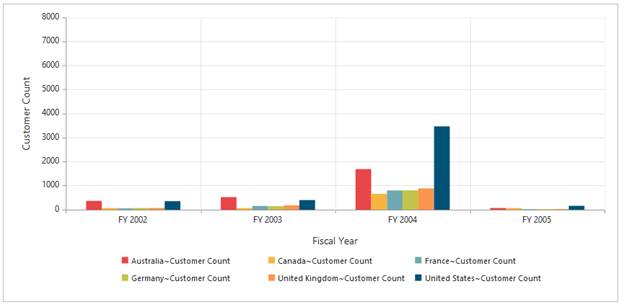 8000
7000
6000
5000
4000
3000
2000
1000
0
Customer Count
FY 2002 FY 2003 FY 2004 FY 2005
Fiscal Year
Australia~Customer Count Canada~Customer Count France~Customer Count
Germany~Customer Count United Kingdom~Customer Count United States~Customer Count